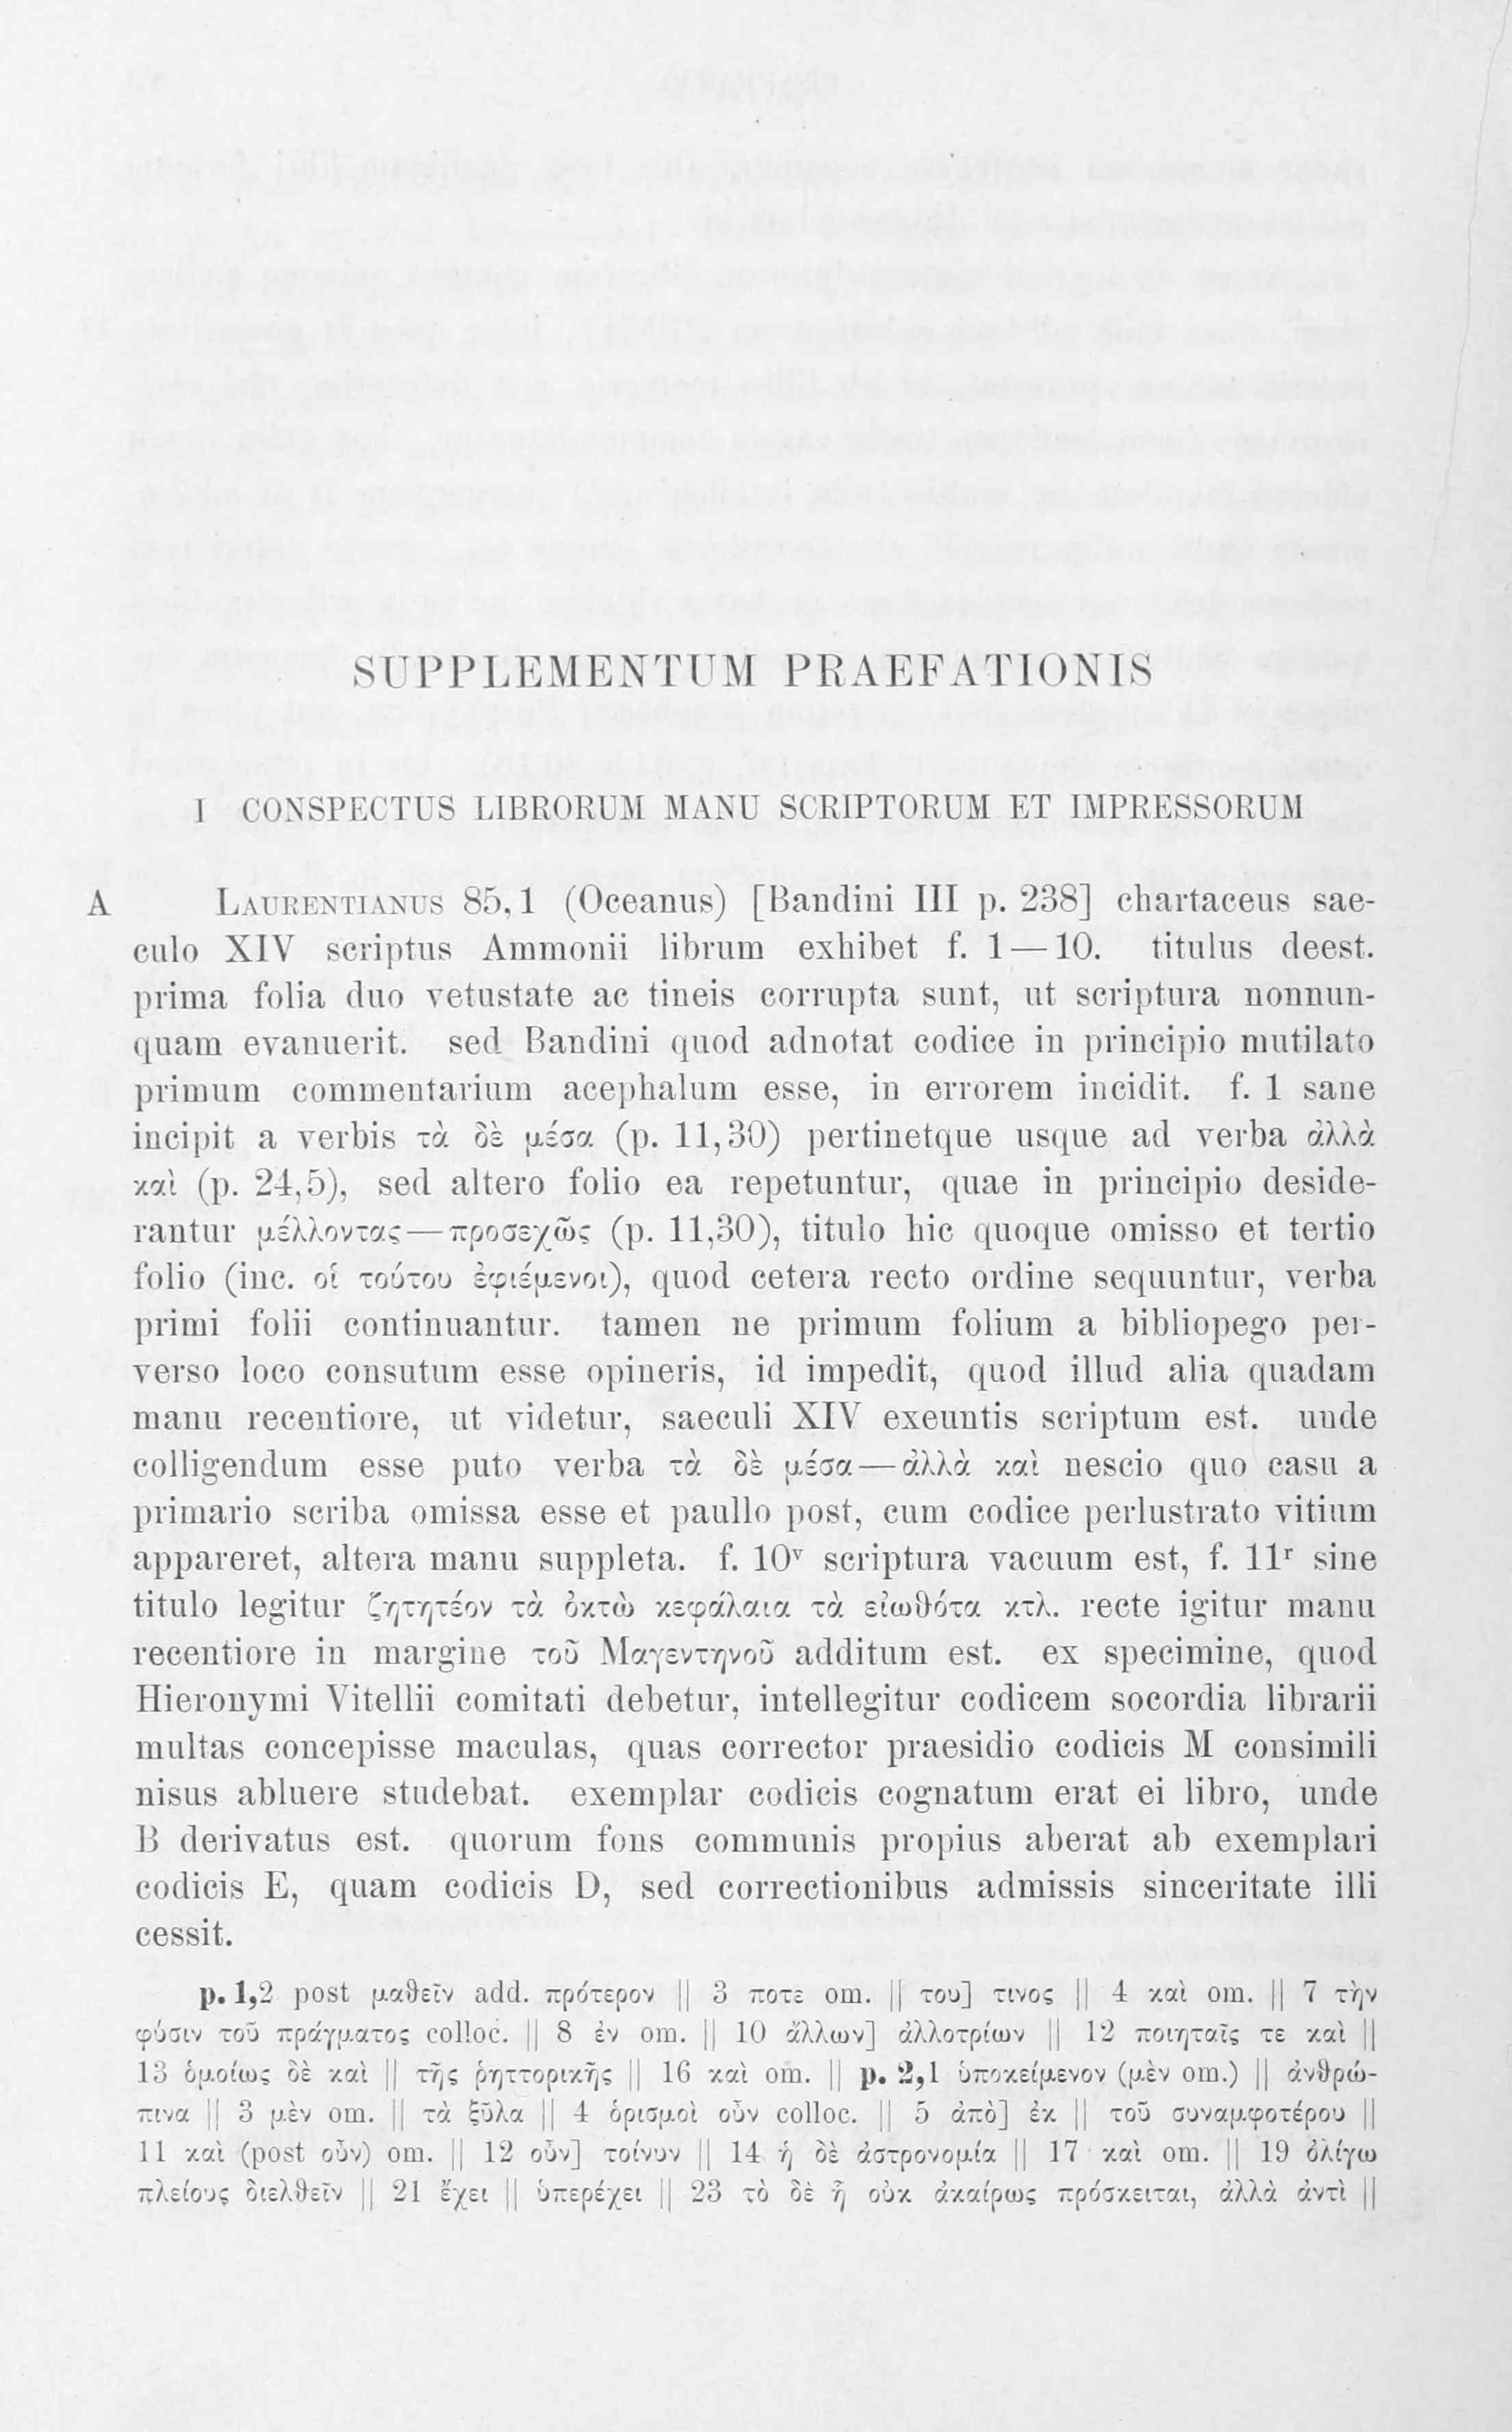 SUPPLEMENTUM PRAEFATIONIS
I CONSPECTUS LIBRORUM MANU SCRIPTORUM ET IMPRESSORUM
A LAURENTIANUS 85,1 (Oceanus) [Bandini III p. 238] chartaceus sae-
culo XIV scriptus Ammonii librum exhibet f. 1—10. titulus deest.
prima folia duo vetustate ac tineis corrupta sunt, ut scriptura nonnun-
quam evanuerit. sed Bandini quod adnotat codice in principio mutilato
primum commentarium acephalum esse, in errorem incidit. f. 1 sane
incipit a verbis τὰ δὲ μέσα (p. 11,30) pertinetque usque ad verba ἀλλὰ
καὶ (p. 24,5), sed altero folio ea repetuntur, quae in principio deside-
rantur μέλλοντας—προσεχῶς (p. 11,30), titulo hic quoque omisso et tertio
folio (inc. οἱ τούτου ἐφιέμενοι), quod cetera recto ordine sequuntur, verba
primi folii continuantur. tamen ne primum folium a bibliopego per-
verso loco consutum esse opineris, id impedit, quod illud alia quadam
manu recentiore, ut videtur, saeculi XIV exeuntis scriptum est. unde
colligendum esse puto verba τὰ δὲ μέσα—ἀλλὰ καὶ nescio quo casu a
primario scriba omissa esse et paullo post, cum codice perlustrato vitium
appareret, altera manu suppleta. f. 10ᵛ scriptura vacuum est, f. 11ʳ sine
titulo legitur ζητητέον τὰ ὀκτὼ κεφάλαια τὰ εἰωθότα κτλ. recte igitur manu
recentiore in margine τοῦ Μαγεντηνοῦ additum est. ex specimine, quod
Hieronymi Vitellii comitati debetur, intellegitur codicem socordia librarii
multas concepisse maculas, quas corrector praesidio codicis M consimili
nisus abluere studebat. exemplar codicis cognatum erat ei libro, unde
B derivatus est. quorum fons communis propius aberat ab exemplari
codicis E, quam codicis D, sed correctionibus admissis sinceritate illi
cessit.
p. 1,2 post μαθεῖν add. πρότερον || 3 ποτε om. || του] τινος || 4 καὶ om. || 7 τὴν
φύσιν τοῦ πράγματος colloc. || 8 ἐν om. || 10 ἄλλων] ἀλλοτρίων || 12 ποιηταῖς τε καὶ ||
13 ὁμοίως δὲ καὶ || τῆς ῥηττορικῆς || 16 καὶ om. || p. 2,1 ὑποκείμενον (μὲν om.) || ἀνθρώ-
πινα || 3 μὲν om. || τὰ ξῦλα || 4 ὁρισμοὶ οὖν colloc. || 5 ἀπὸ] ἐκ || τοῦ συναμφοτέρου ||
11 καὶ (post οὖν) om. || 12 οὖν] τοίνυν || 14 ἡ δὲ ἀστρονομία || 17 καὶ om. || 19 ὀλίγω
πλείους διελθεῖν || 21 ἔχει || ὑπερέχει || 23 τὸ δὲ ἢ οὐκ ἀκαίρως πρόσκειται, ἀλλὰ ἀντὶ ||